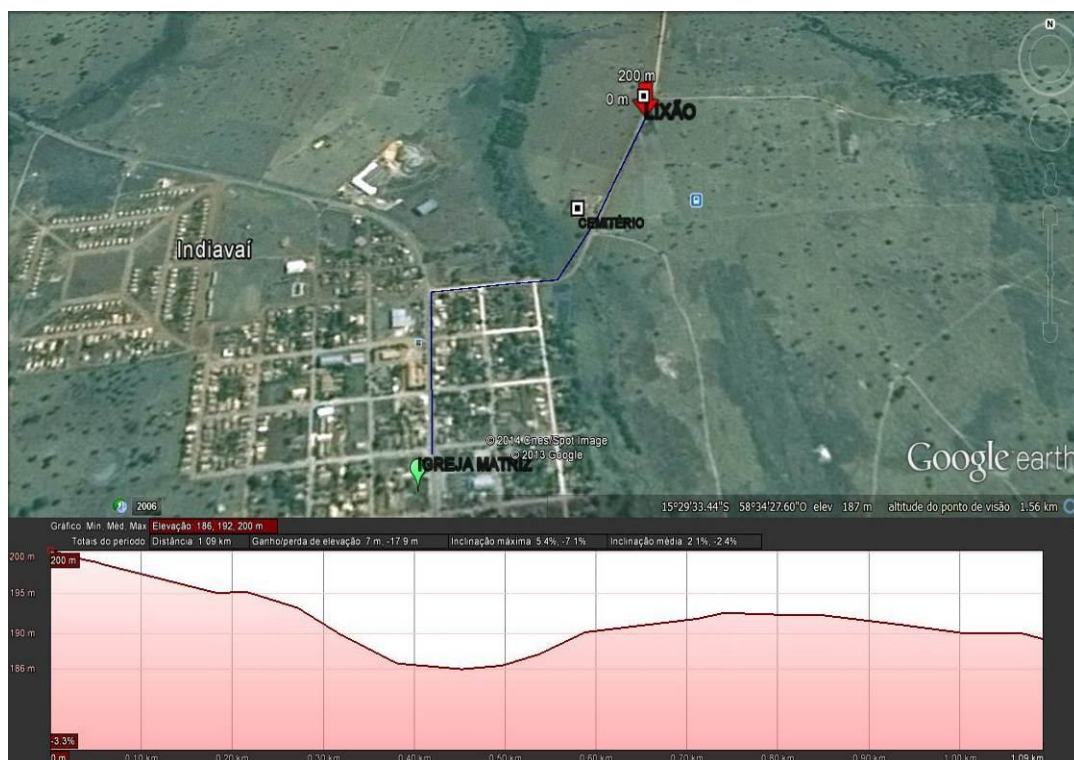 N
200 m
0 m
LIXÃO
CEMITÉRIO
Indiavaí
© 2014 Cnes/Spot Image
© 2013 Google
IGREJA MATRIZ
Google earth
2006
15°29'33.44"S 58°34'27.60"O elev 187 m altitude do ponto de visão 1.56 km
Gráfico Min, Méd, Max Elevação: 186, 192, 200 m
Totais do período Distância: 1.09 km Ganho/perda de elevação: 7 m, -17.9 m Inclinação máxima: 5.4%, -7.1% Inclinação média: 2.1%, -2.4%
200 m
200 m
195 m
190 m
186 m
-3.3%
0 m 0.10 km 0.20 km 0.30 km 0.40 km 0.50 km 0.60 km 0.70 km 0.80 km 0.90 km 1.00 km 1.09 km